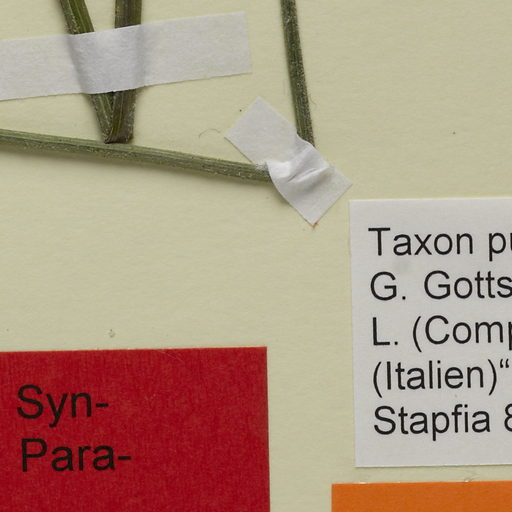 Taxon pu
G. Gotts
L. (Comp
(Italien)“
Stapfia 8
Syn-
Para-